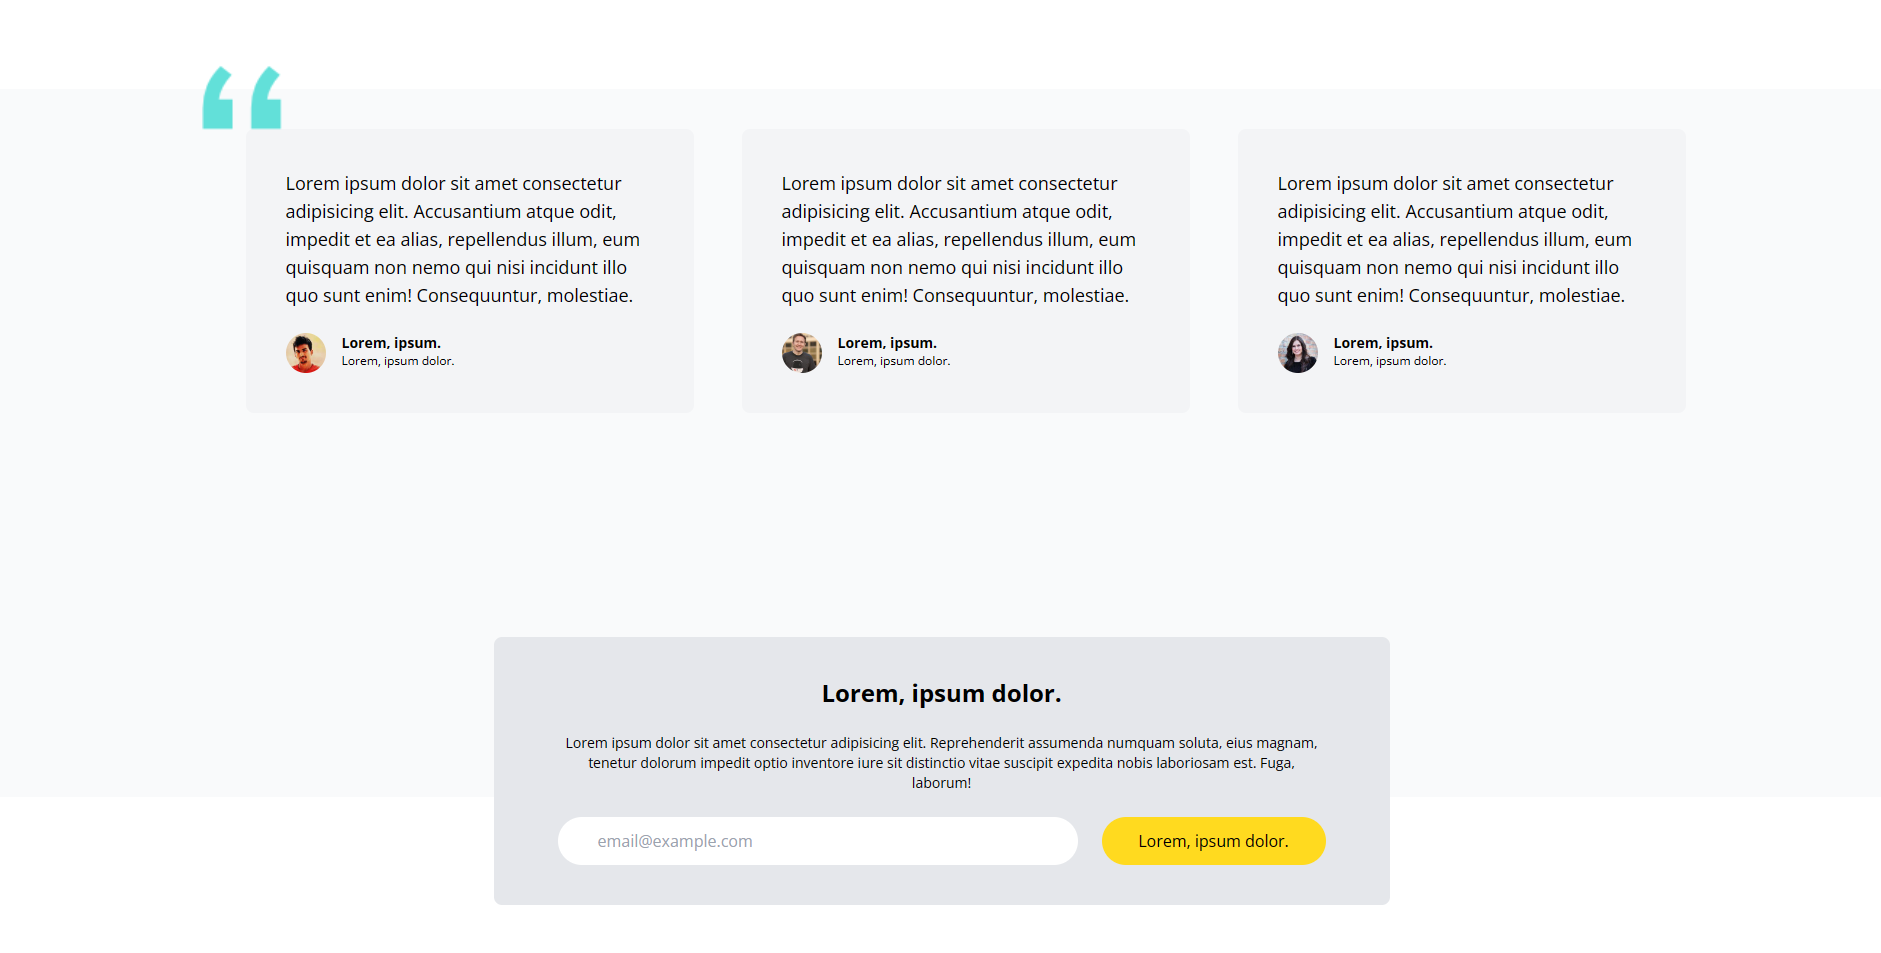 “
Lorem ipsum dolor sit amet consectetur
adipisicing elit. Accusantium atque odit,
impedit et ea alias, repellendus illum, eum
quisquam non nemo qui nisi incidunt illo
quo sunt enim! Consequuntur, molestiae.
Lorem, ipsum.
Lorem, ipsum dolor.
Lorem ipsum dolor sit amet consectetur
adipisicing elit. Accusantium atque odit,
impedit et ea alias, repellendus illum, eum
quisquam non nemo qui nisi incidunt illo
quo sunt enim! Consequuntur, molestiae.
Lorem, ipsum.
Lorem, ipsum dolor.
Lorem ipsum dolor sit amet consectetur
adipisicing elit. Accusantium atque odit,
impedit et ea alias, repellendus illum, eum
quisquam non nemo qui nisi incidunt illo
quo sunt enim! Consequuntur, molestiae.
Lorem, ipsum.
Lorem, ipsum dolor.
Lorem, ipsum dolor.
Lorem ipsum dolor sit amet consectetur adipisicing elit. Reprehenderit assumenda numquam soluta, eius magnam,
tenetur dolorum impedit optio inventore iure sit distinctio vitae suscipit expedita nobis laboriosam est. Fuga,
laborum!
email@example.com
Lorem, ipsum dolor.